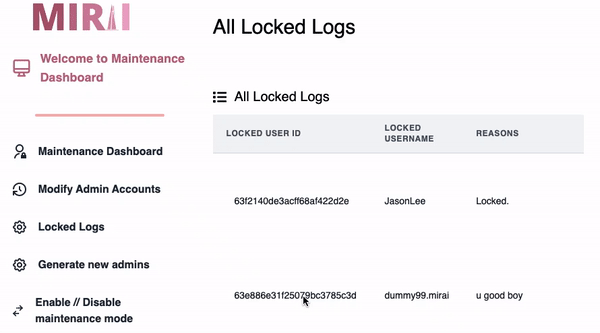 MIRAI
All Locked Logs
Welcome to Maintenance
Dashboard
All Locked Logs
LOCKED USER ID
LOCKED
USERNAME
REASONS
Maintenance Dashboard
Modify Admin Accounts
63f2140de3acff68af422d2e
JasonLee
Locked.
Locked Logs
Generate new admins
63e886e31f25079bc3785c3d
dummy99.mirai
u good boy
Enable // Disable
maintenance mode